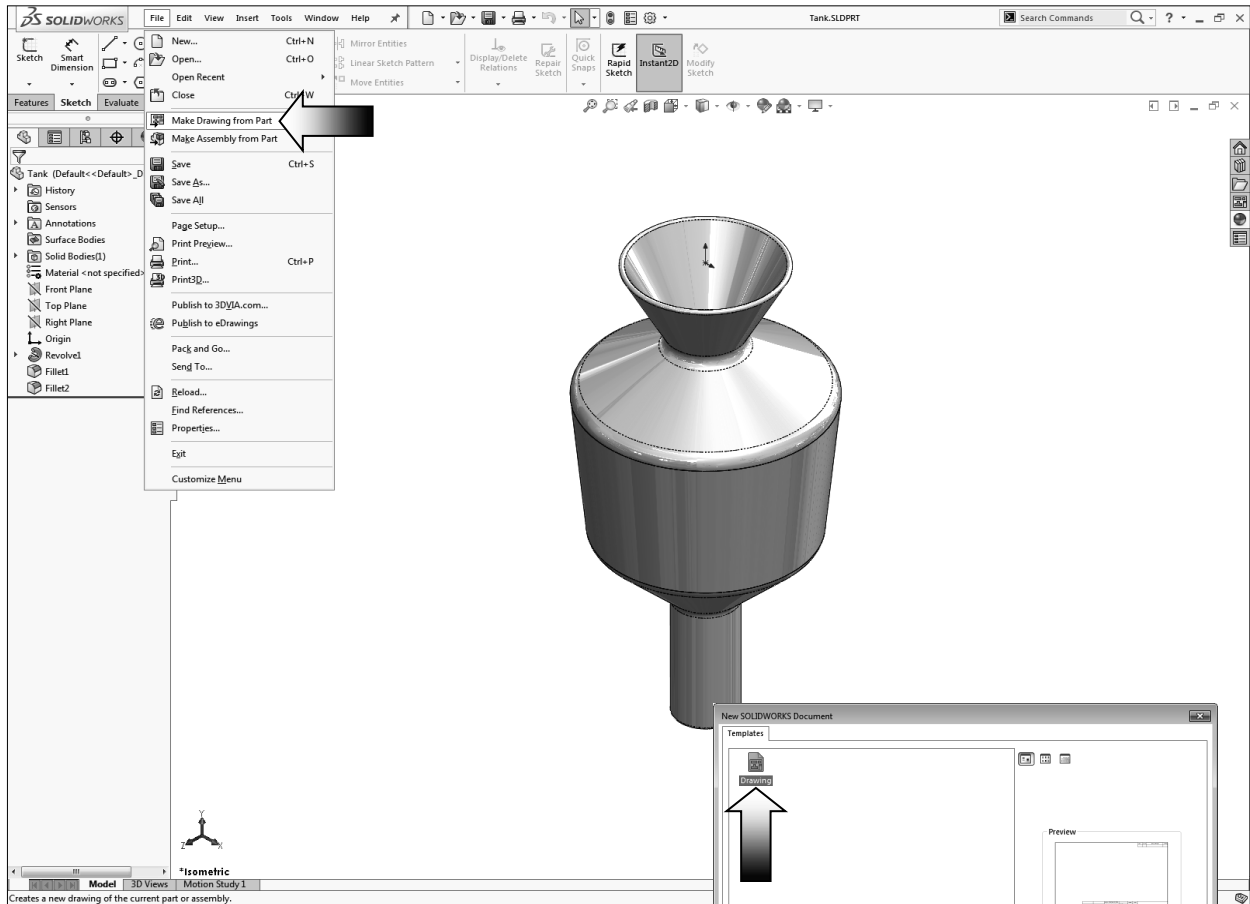 SOLIDWORKS
File Edit View Insert Tools Window Help
Tank.SLDPRT
Search Commands
Sketch
Smart Dimension
Mirror Entities
Linear Sketch Pattern
Move Entities
Display/Delete Relations
Repair Sketch
Quick Snaps
Rapid Sketch
Instant2D
Modify Sketch
Features Sketch Evaluate
New... Ctrl+N
Open... Ctrl+O
Open Recent
Close
Make Drawing from Part
Make Assembly from Part
Save Ctrl+S
Save As...
Save All
Page Setup...
Print Preview...
Print... Ctrl+P
Print3D...
Publish to 3DVIA.com...
Publish to eDrawings
Pack and Go...
Send To...
Reload...
Find References...
Properties...
Exit
Customize Menu
Tank (Default<<Default>_D
History
Sensors
Annotations
Surface Bodies
Solid Bodies(1)
Material <not specified>
Front Plane
Top Plane
Right Plane
Origin
Revolve1
Fillet1
Fillet2
Y
Z X
*Isometric
Model 3D Views Motion Study 1
Creates a new drawing of the current part or assembly.
New SOLIDWORKS Document
Templates
Drawing
Preview